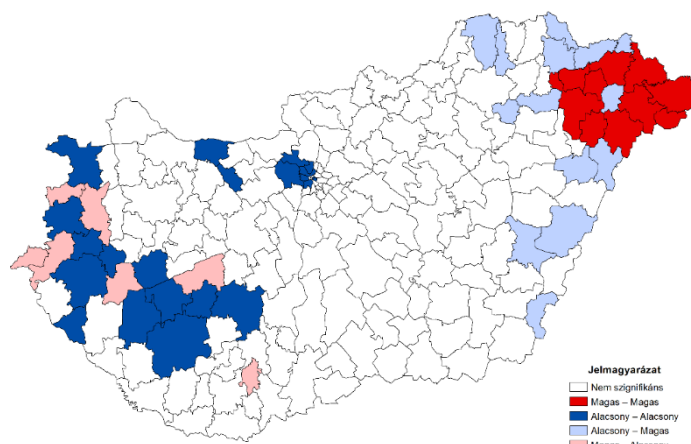 Jelmagyarázat
Nem szignifikáns
Magas – Magas
Alacsony – Alacsony
Alacsony – Magas